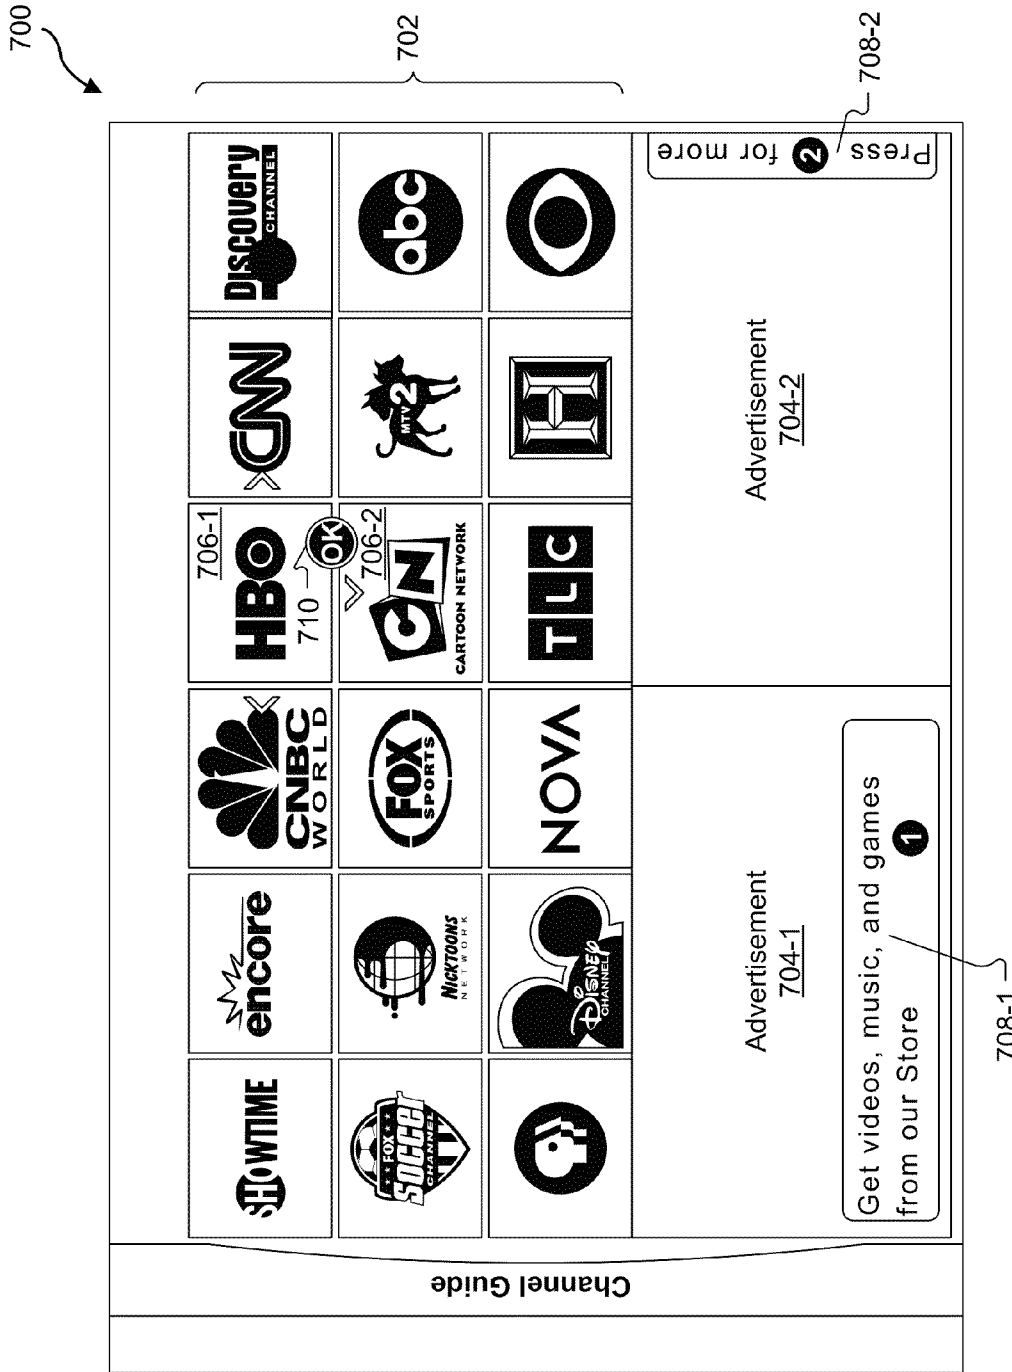 700
Channel Guide
SHOWTIME
encore
CNBC
WORLD
HBO
706-1
CNN
DISCOVERY
CHANNEL
710
OK
FOX
SOCCER
CHANNEL
NICKTOONS
NETWORK
FOX
SPORTS
706-2
CN
CARTOON NETWORK
MTV2
abc
702
DISNEY
CHANNEL
NOVA
TLC
H
Advertisement
704-1
Get videos, music, and games
from our Store 1
708-1
Advertisement
704-2
Press 2 for more
708-2